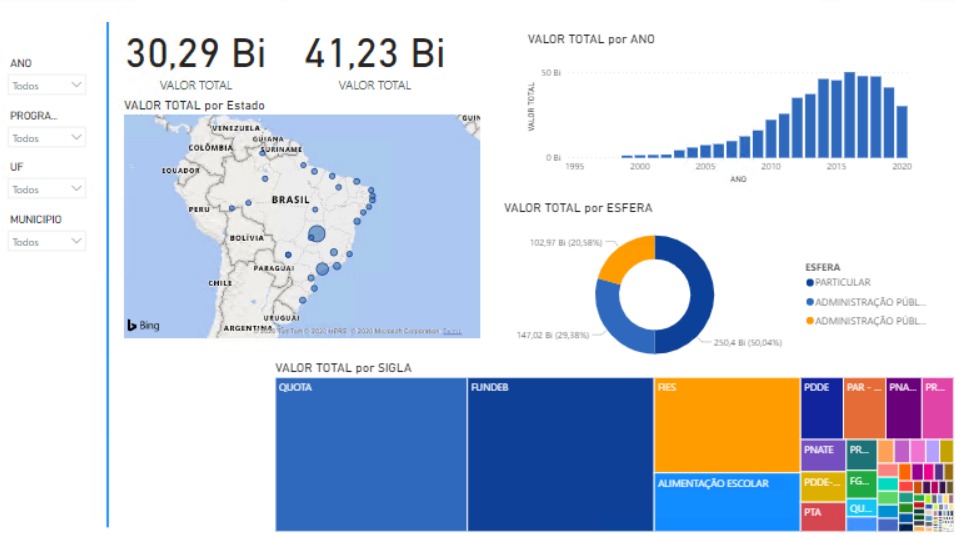 ANO
Todos
PROGRA...
Todos
UF
Todos
MUNICIPIO
Todos
30,29 Bi
VALOR TOTAL
41,23 Bi
VALOR TOTAL
VALOR TOTAL por Estado
VENEZUELA
GUIANA
COLÔMBIA
SURINAME
EQUADOR
PERU
BRASIL
BOLÍVIA
PARAGUAI
CHILE
URUGUAI
ARGENTINA
GUIN
Bing
© 2020 Microsoft Corporation
VALOR TOTAL por ANO
VALOR TOTAL
50 Bi
0 Bi
1995
2000
2005
2010
2015
2020
ANO
VALOR TOTAL por ESFERA
102,97 Bi (20,58%)
147,02 Bi (29,38%)
250,4 Bi (50,04%)
ESFERA
PARTICULAR
ADMINISTRAÇÃO PÚBL...
ADMINISTRAÇÃO PÚBL...
VALOR TOTAL por SIGLA
QUOTA
FUNDEB
FIES
ALIMENTAÇÃO ESCOLAR
PDDE
PAR - ...
PNA...
PR...
PNATE
PR...
PDDE-...
FG...
PTA
QU...